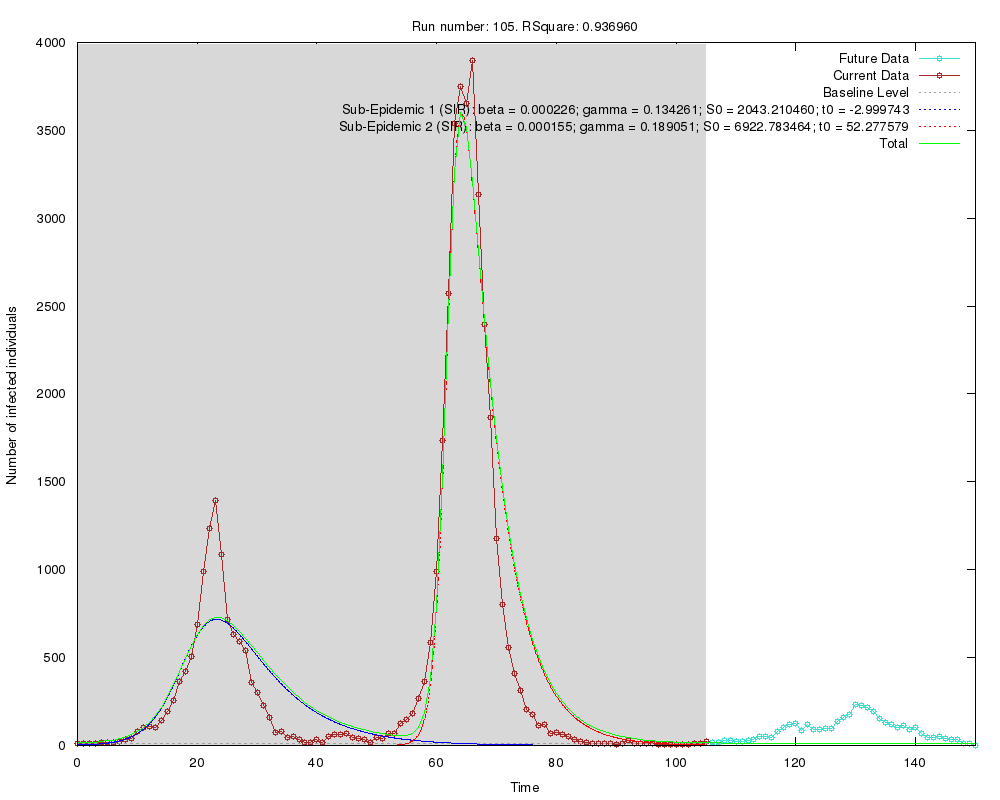 Run number: 105. RSquare: 0.936960
Future Data
Current Data
Baseline Level
Sub-Epidemic 1 (SIR): beta = 0.000226; gamma = 0.134261; S0 = 2043.210460; t0 = -2.999743
Sub-Epidemic 2 (SIR): beta = 0.000155; gamma = 0.189051; S0 = 6922.783464; t0 = 52.277579
Total
Number of infected individuals
4000
3500
3000
2500
2000
1500
1000
500
0
0 20 40 60 80 100 120 140
Time